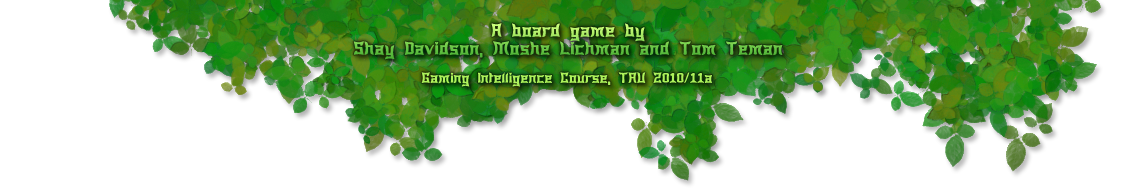 A board game by
Shay Davidson, Moshe Lichman and Tom Teman
Gaming Intelligence Course, TAU 2010/11a